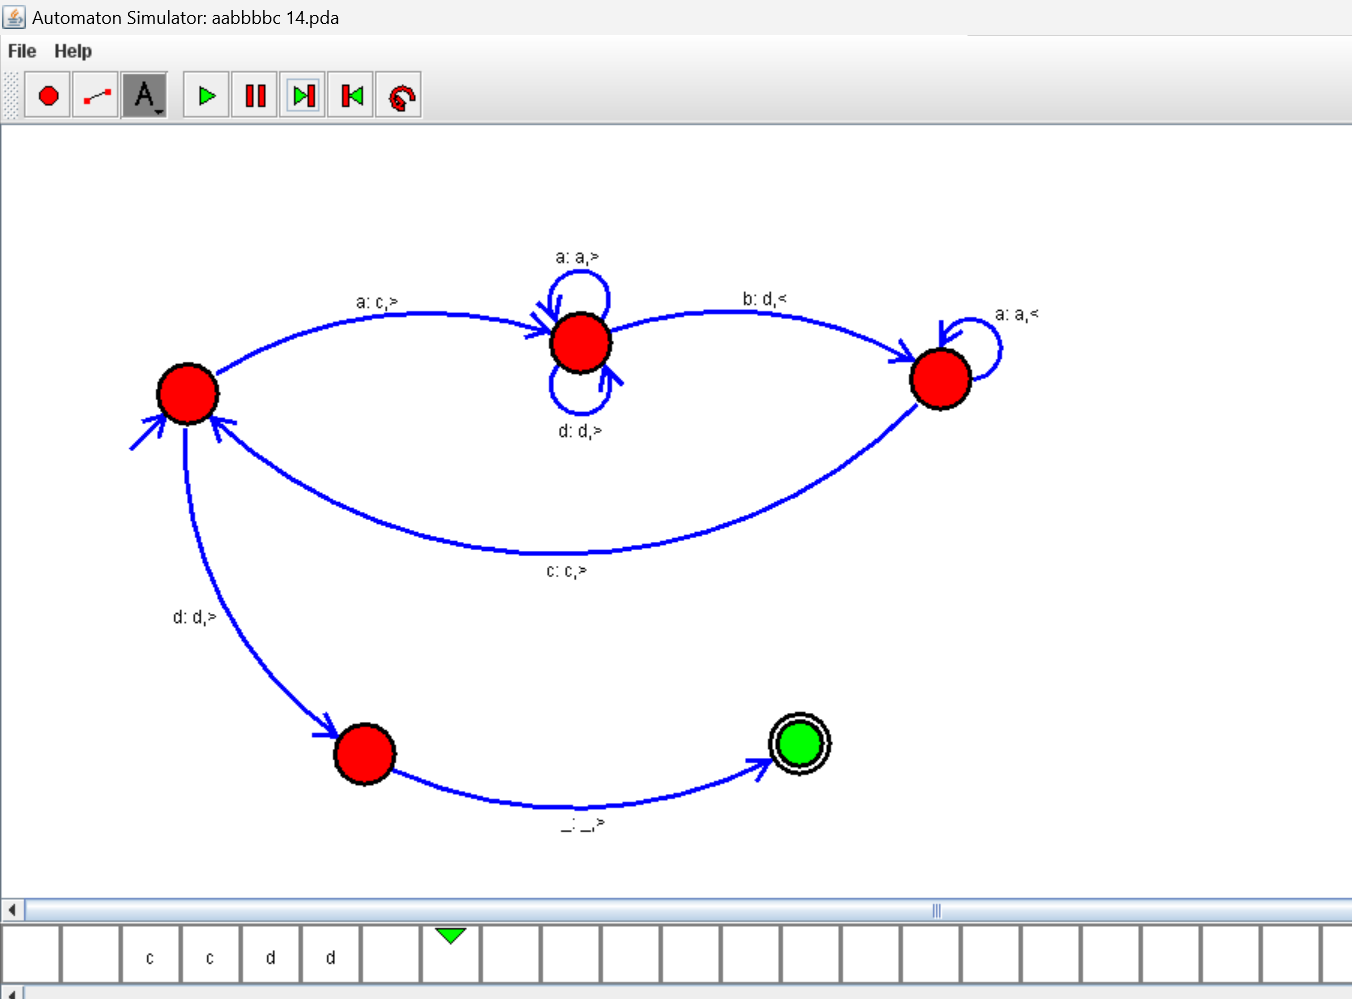 Automaton Simulator: aabbbbc 14.pda
File Help
A
a: a,>
a: c,>
b: d,<
a: a,<
d: d,>
c: c,>
d: d,>
_: _,>
c c d d